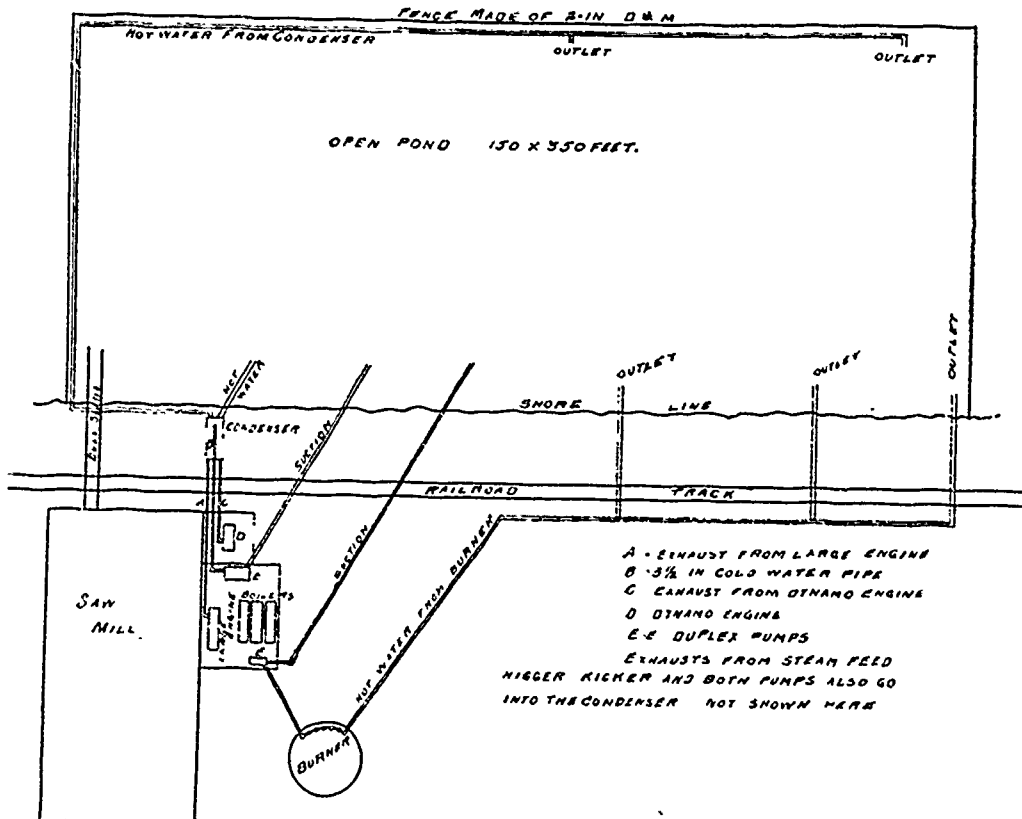 FENCE MADE OF 2-IN D & M
HOT WATER FROM CONDENSER
OUTLET
OUTLET
OPEN POND 150 X 350 FEET.
OUTLET
OUTLET
OUTLET
HOT
WATER
SHORE LINE
CONDENSER
SUCTION
RAILROAD TRACK
A
C
D
E
SUCTION
HOT WATER FROM BURNER
SAW
MILL.
BOILERS
LARGE
ENGINE
E
BURNER
A - EXHAUST FROM LARGE ENGINE
B - 3½ IN COLD WATER PIPE
C EXHAUST FROM DYNAMO ENGINE
D DYNAMO ENGINE
E-E DUPLEX PUMPS
EXHAUSTS FROM STEAM FEED
NIGGER KICKER AND BOTH PUMPS ALSO GO
INTO THE CONDENSER NOT SHOWN HERE